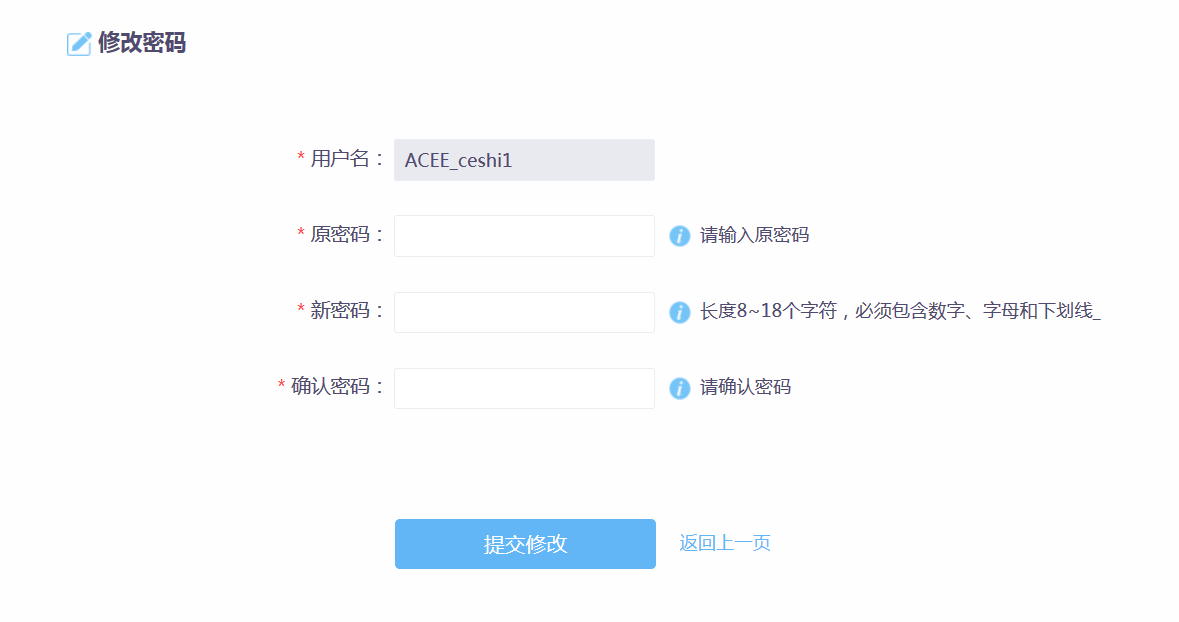 修改密码
* 用户名：ACEE_ceshi1
* 原密码：请输入原密码
* 新密码：长度8~18个字符，必须包含数字、字母和下划线_
* 确认密码：请确认密码
提交修改 返回上一页